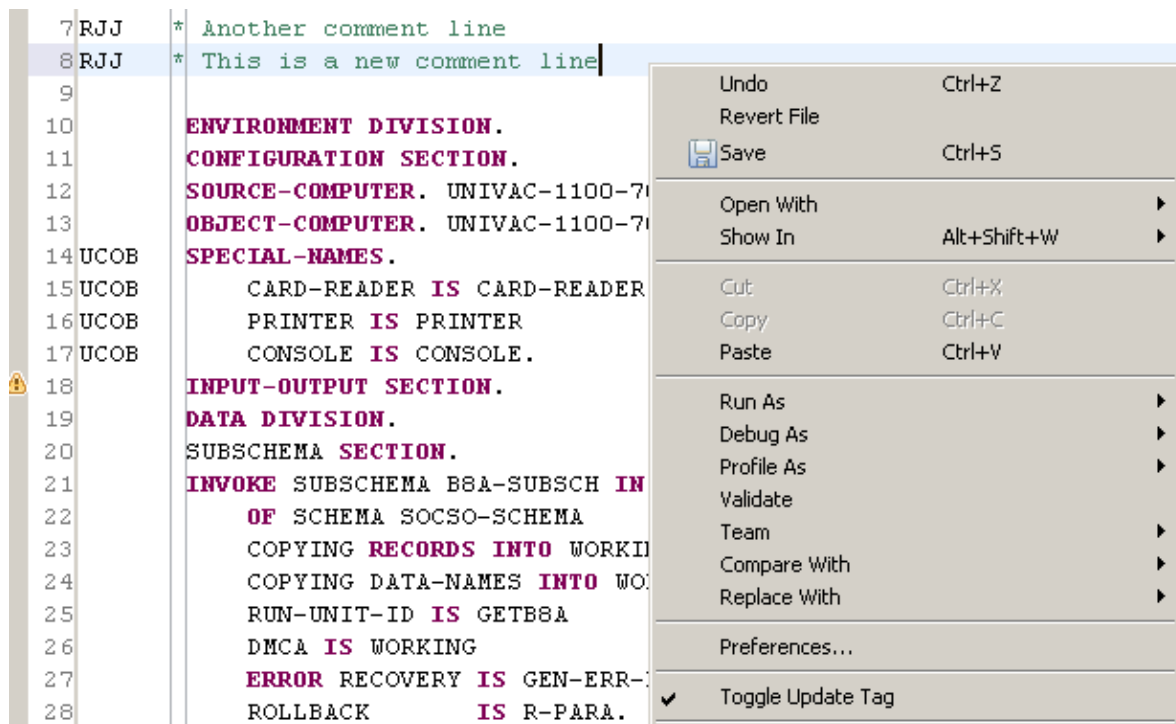 7 RJJ * Another comment line
8 RJJ * This is a new comment line
9
10 ENVIRONMENT DIVISION.
11 CONFIGURATION SECTION.
12 SOURCE-COMPUTER. UNIVAC-1100-7
13 OBJECT-COMPUTER. UNIVAC-1100-7
14 UCOB SPECIAL-NAMES.
15 UCOB CARD-READER IS CARD-READER
16 UCOB PRINTER IS PRINTER
17 UCOB CONSOLE IS CONSOLE.
18 INPUT-OUTPUT SECTION.
19 DATA DIVISION.
20 SUBSCHEMA SECTION.
21 INVOKE SUBSCHEMA B8A-SUBSCH IN
22 OF SCHEMA SOCSO-SCHEMA
23 COPYING RECORDS INTO
24 COPYING DATA-NAMES INTO
25 RUN-UNIT-ID IS GETB8A
26 DMCA IS WORKING
27 ERROR RECOVERY IS GEN-ERR-
28 ROLLBACK IS R-PARA.
Undo Ctrl+Z
Revert File
Save Ctrl+S
Open With
Show In Alt+Shift+W
Cut Ctrl+X
Copy Ctrl+C
Paste Ctrl+V
Run As
Debug As
Profile As
Validate
Team
Compare With
Replace With
Preferences...
Toggle Update Tag